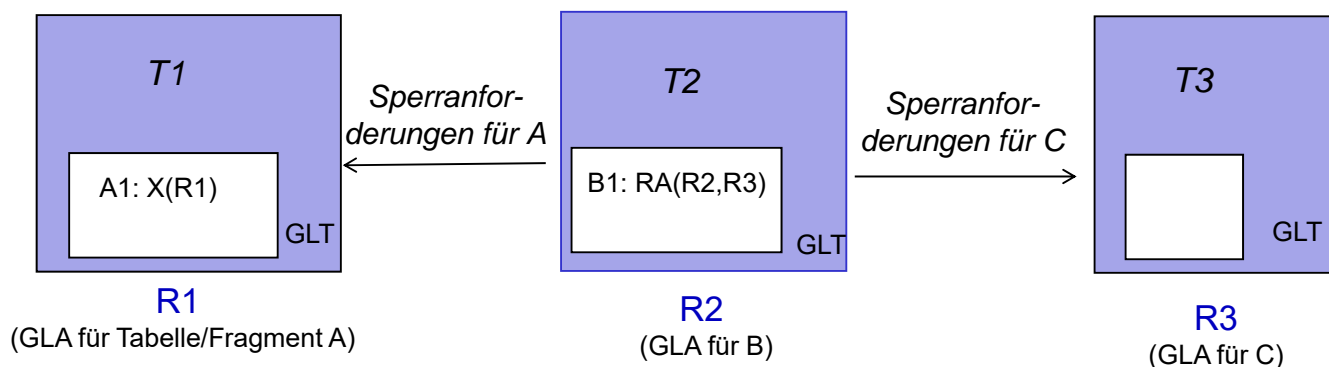 T1
Sperranfor-
derungen für A
A1: X(R1)
GLT
R1
(GLA für Tabelle/Fragment A)
T2
B1: RA(R2,R3)
GLT
R2
(GLA für B)
Sperranfor-
derungen für C
T3
GLT
R3
(GLA für C)